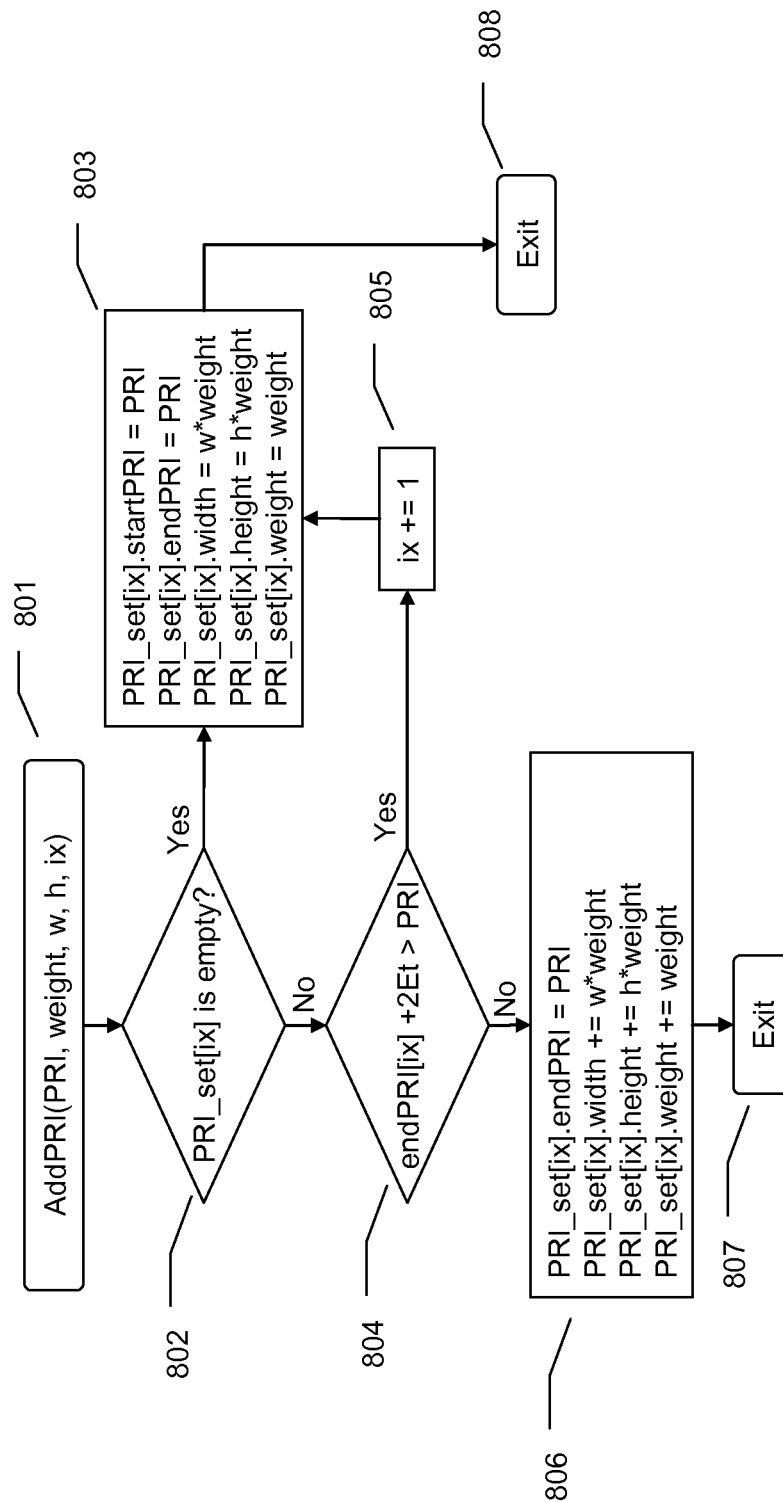 801
AddPRI(PRI, weight, w, h, ix)
802
PRI_set[ix] is empty?
Yes
No
803
PRI_set[ix].startPRI = PRI
PRI_set[ix].endPRI = PRI
PRI_set[ix].width = w*weight
PRI_set[ix].height = h*weight
PRI_set[ix].weight = weight
804
endPRI[ix] +2Et > PRI
Yes
No
805
ix += 1
808
Exit
806
PRI_set[ix].endPRI = PRI
PRI_set[ix].width += w*weight
PRI_set[ix].height += h*weight
PRI_set[ix].weight += weight
807
Exit